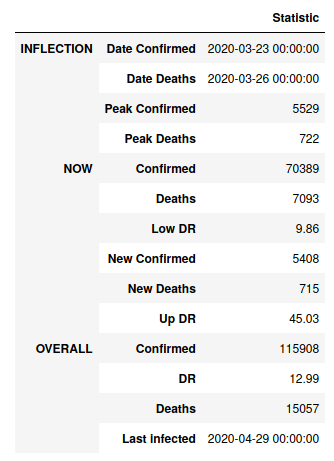 Statistic
INFLECTION Date Confirmed 2020-03-23 00:00:00
Date Deaths 2020-03-26 00:00:00
Peak Confirmed 5529
Peak Deaths 722
NOW Confirmed 70389
Deaths 7093
Low DR 9.86
New Confirmed 5408
New Deaths 715
Up DR 45.03
OVERALL Confirmed 115908
DR 12.99
Deaths 15057
Last infected 2020-04-29 00:00:00